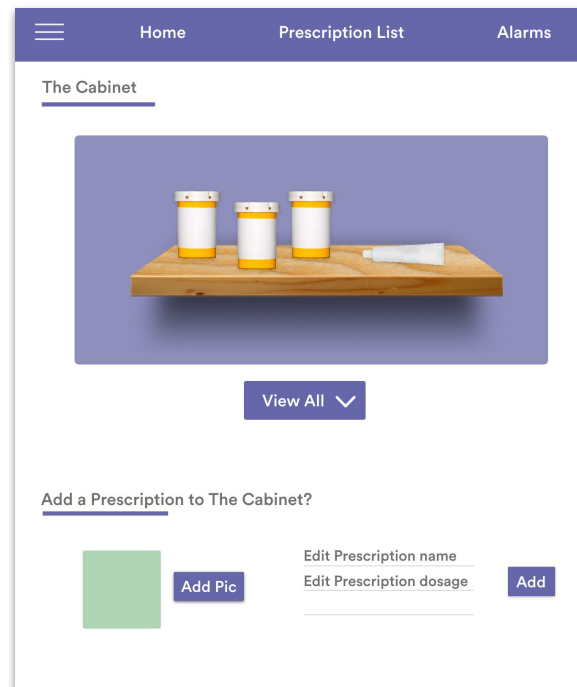 Home Prescription List Alarms
The Cabinet
View All
Add a Prescription to The Cabinet?
Add Pic
Edit Prescription name
Edit Prescription dosage
Add